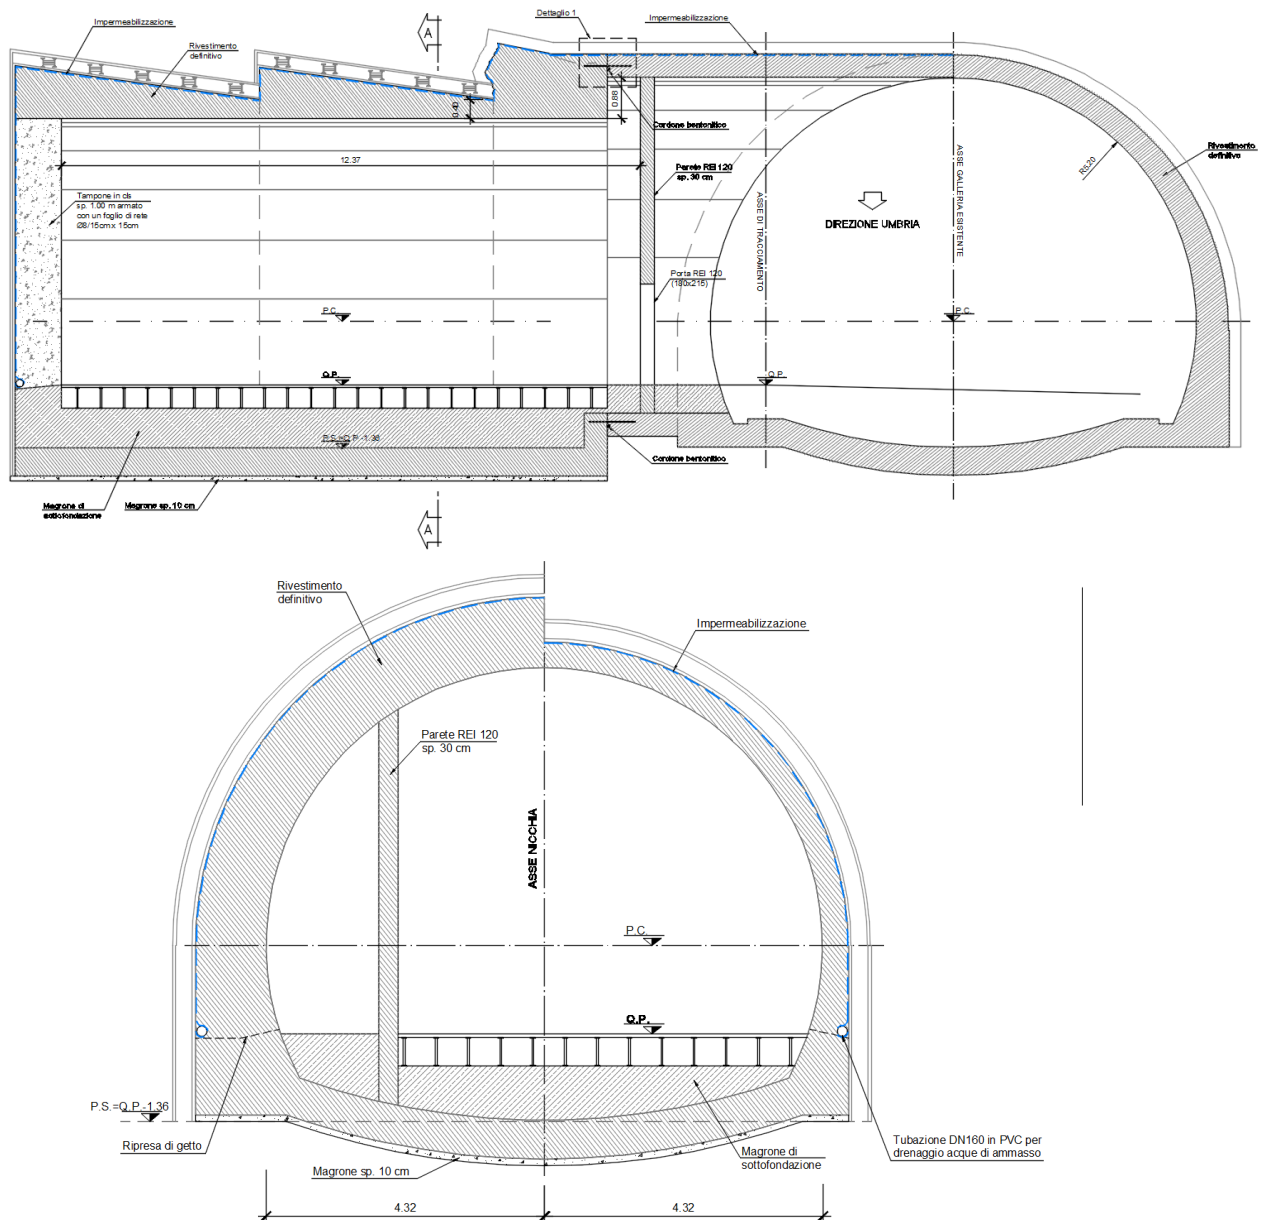 Dettaglio 1
Impermeabilizzazione
Impermeabilizzazione
A
Rivestimento
definitivo
0.40
0.88
Cordone bentonitico
12.37
Parete REI 120
sp. 30 cm
R5.20
Rivestimento
definitivo
ASSE GALLERIA ESISTENTE
ASSE DI TRACCIAMENTO
Tampone in cls
sp. 1.00 m armato
con un foglio di rete
Ø8/15cm x 15cm
DIREZIONE UMBRIA
Porta REI 120
(180x215)
P.C.
P.C.
Q.P.
Q.P.
P.S.=Q.P.-1.36
Cordone bentonitico
Magrone di
sottofondazione
Magrone sp. 10 cm
A
Rivestimento
definitivo
Impermeabilizzazione
Parete REI 120
sp. 30 cm
ASSE NICCHIA
P.C.
Q.P.
P.S.=Q.P.-1.36
Ripresa di getto
Magrone sp. 10 cm
Magrone di
sottofondazione
Tubazione DN160 in PVC per
drenaggio acque di ammasso
4.32
4.32